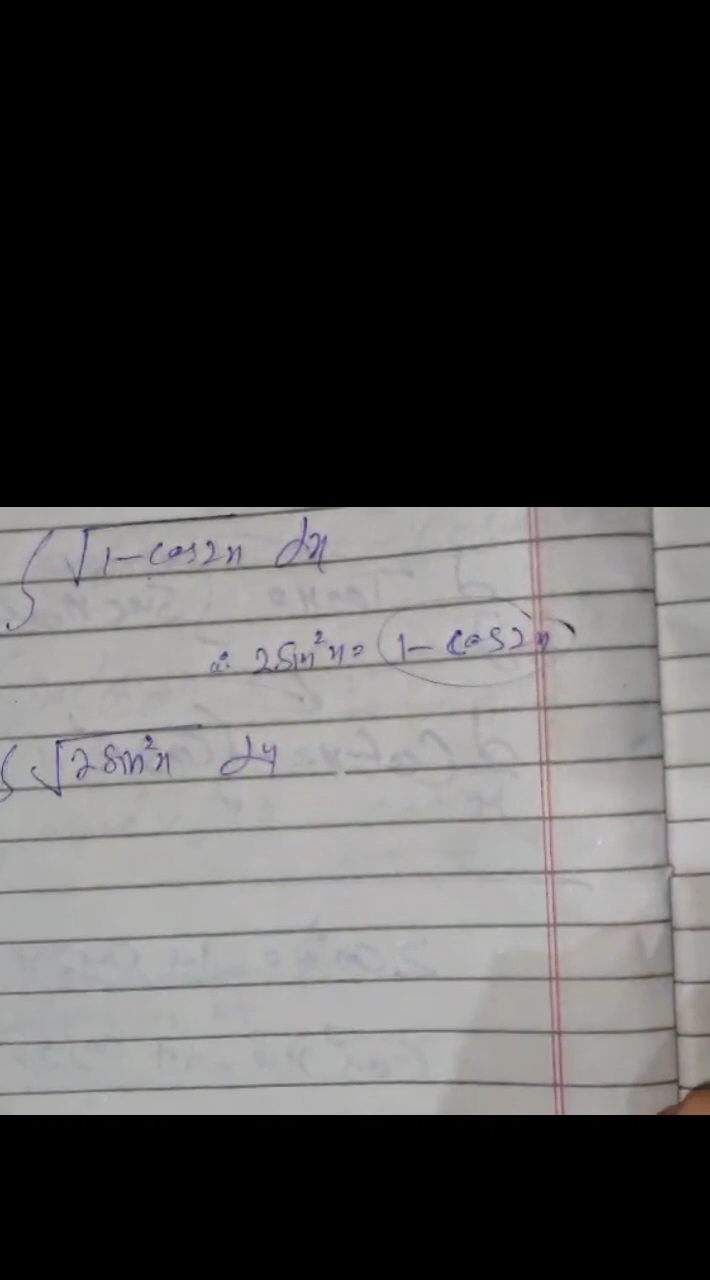 ∫ √1-cos2x dx
∴ 2sin²x = 1- cos2x
∫ √2sin²x dx